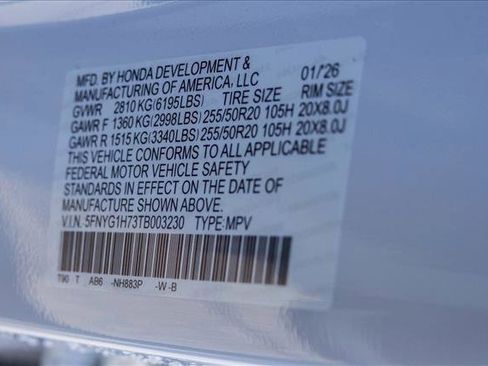 MFD. BY HONDA DEVELOPMENT & 01/26
MANUFACTURING OF AMERICA, LLC
GVWR 2810 KG(6195LBS) TIRE SIZE RIM SIZE
GAWR F 1360 KG(2998LBS) 255/50R20 105H 20X8.0J
GAWR R 1515 KG(3340LBS) 255/50R20 105H 20X8.0J
THIS VEHICLE CONFORMS TO ALL APPLICABLE
FEDERAL MOTOR VEHICLE SAFETY
STANDARDS IN EFFECT ON THE DATE OF
MANUFACTURE SHOWN ABOVE.
V.I.N. 5FNYG1H73TB003230 TYPE:MPV
T90 T AB6 -NH883P -W -B